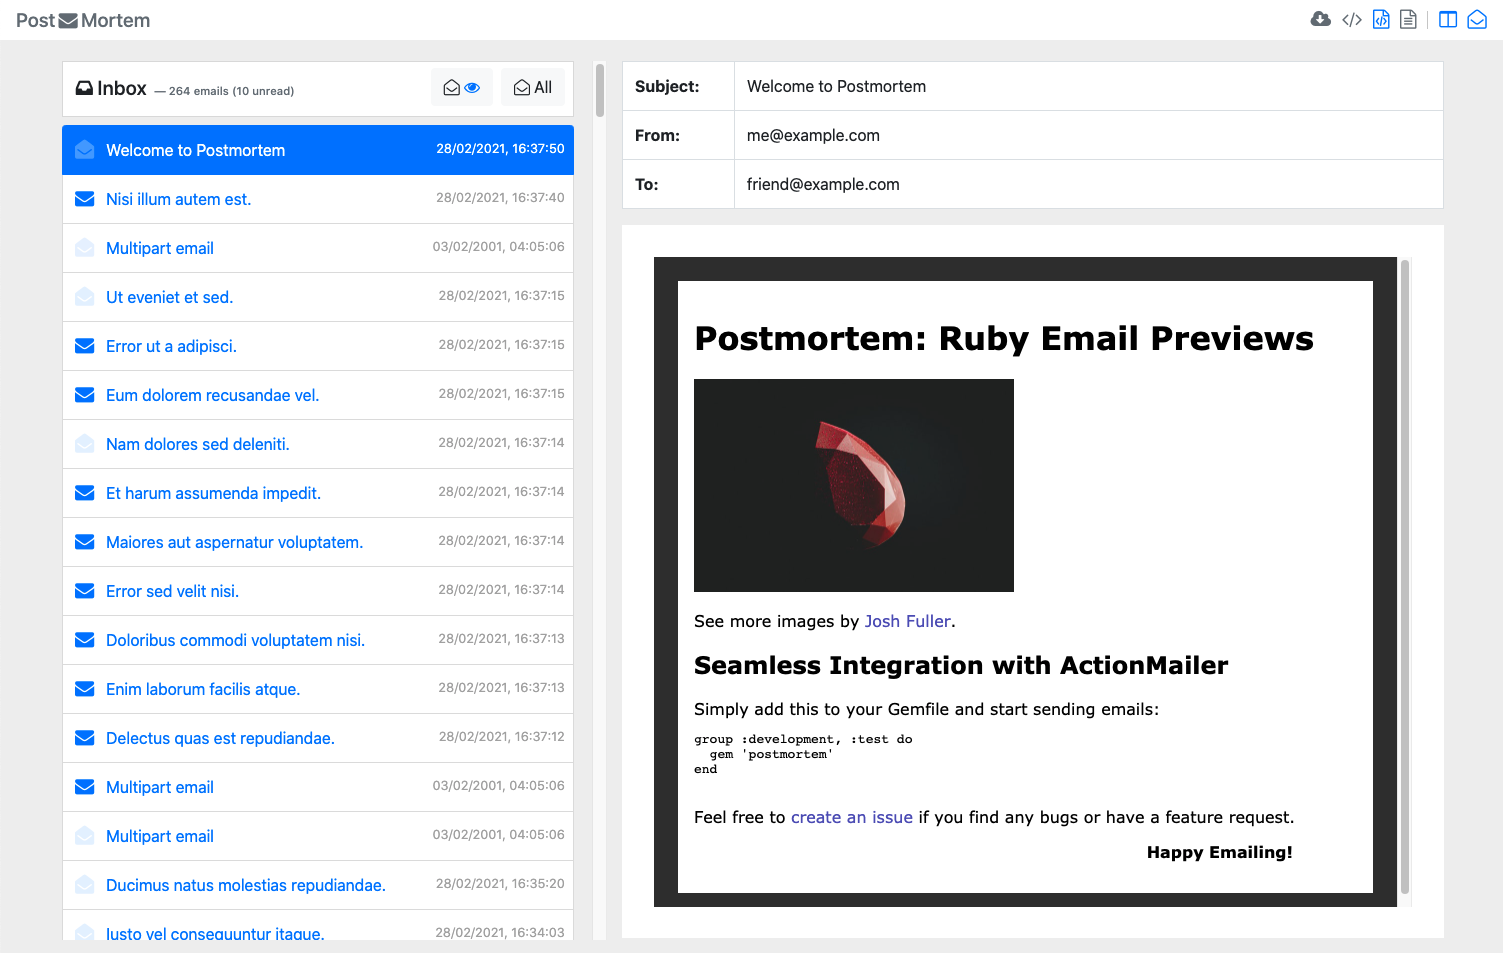 Post Mortem
Inbox — 264 emails (10 unread)
All
Welcome to Postmortem 28/02/2021, 16:37:50
Nisi illum autem est. 28/02/2021, 16:37:40
Multipart email 03/02/2001, 04:05:06
Ut eveniet et sed. 28/02/2021, 16:37:15
Error ut a adipisci. 28/02/2021, 16:37:15
Eum dolorem recusandae vel. 28/02/2021, 16:37:15
Nam dolores sed deleniti. 28/02/2021, 16:37:14
Et harum assumenda impedit. 28/02/2021, 16:37:14
Maiores aut aspernatur voluptatem. 28/02/2021, 16:37:14
Error sed velit nisi. 28/02/2021, 16:37:14
Doloribus commodi voluptatem nisi. 28/02/2021, 16:37:13
Enim laborum facilis atque. 28/02/2021, 16:37:13
Delectus quas est repudiandae. 28/02/2021, 16:37:12
Multipart email 03/02/2001, 04:05:06
Multipart email 03/02/2001, 04:05:06
Ducimus natus molestias repudiandae. 28/02/2021, 16:35:20
Iusto vel consequuntur itaque. 28/02/2021, 16:34:03
Subject: Welcome to Postmortem
From: me@example.com
To: friend@example.com
Postmortem: Ruby Email Previews
See more images by Josh Fuller.
Seamless Integration with ActionMailer
Simply add this to your Gemfile and start sending emails:
group :development, :test do
  gem 'postmortem'
end
Feel free to create an issue if you find any bugs or have a feature request.
Happy Emailing!